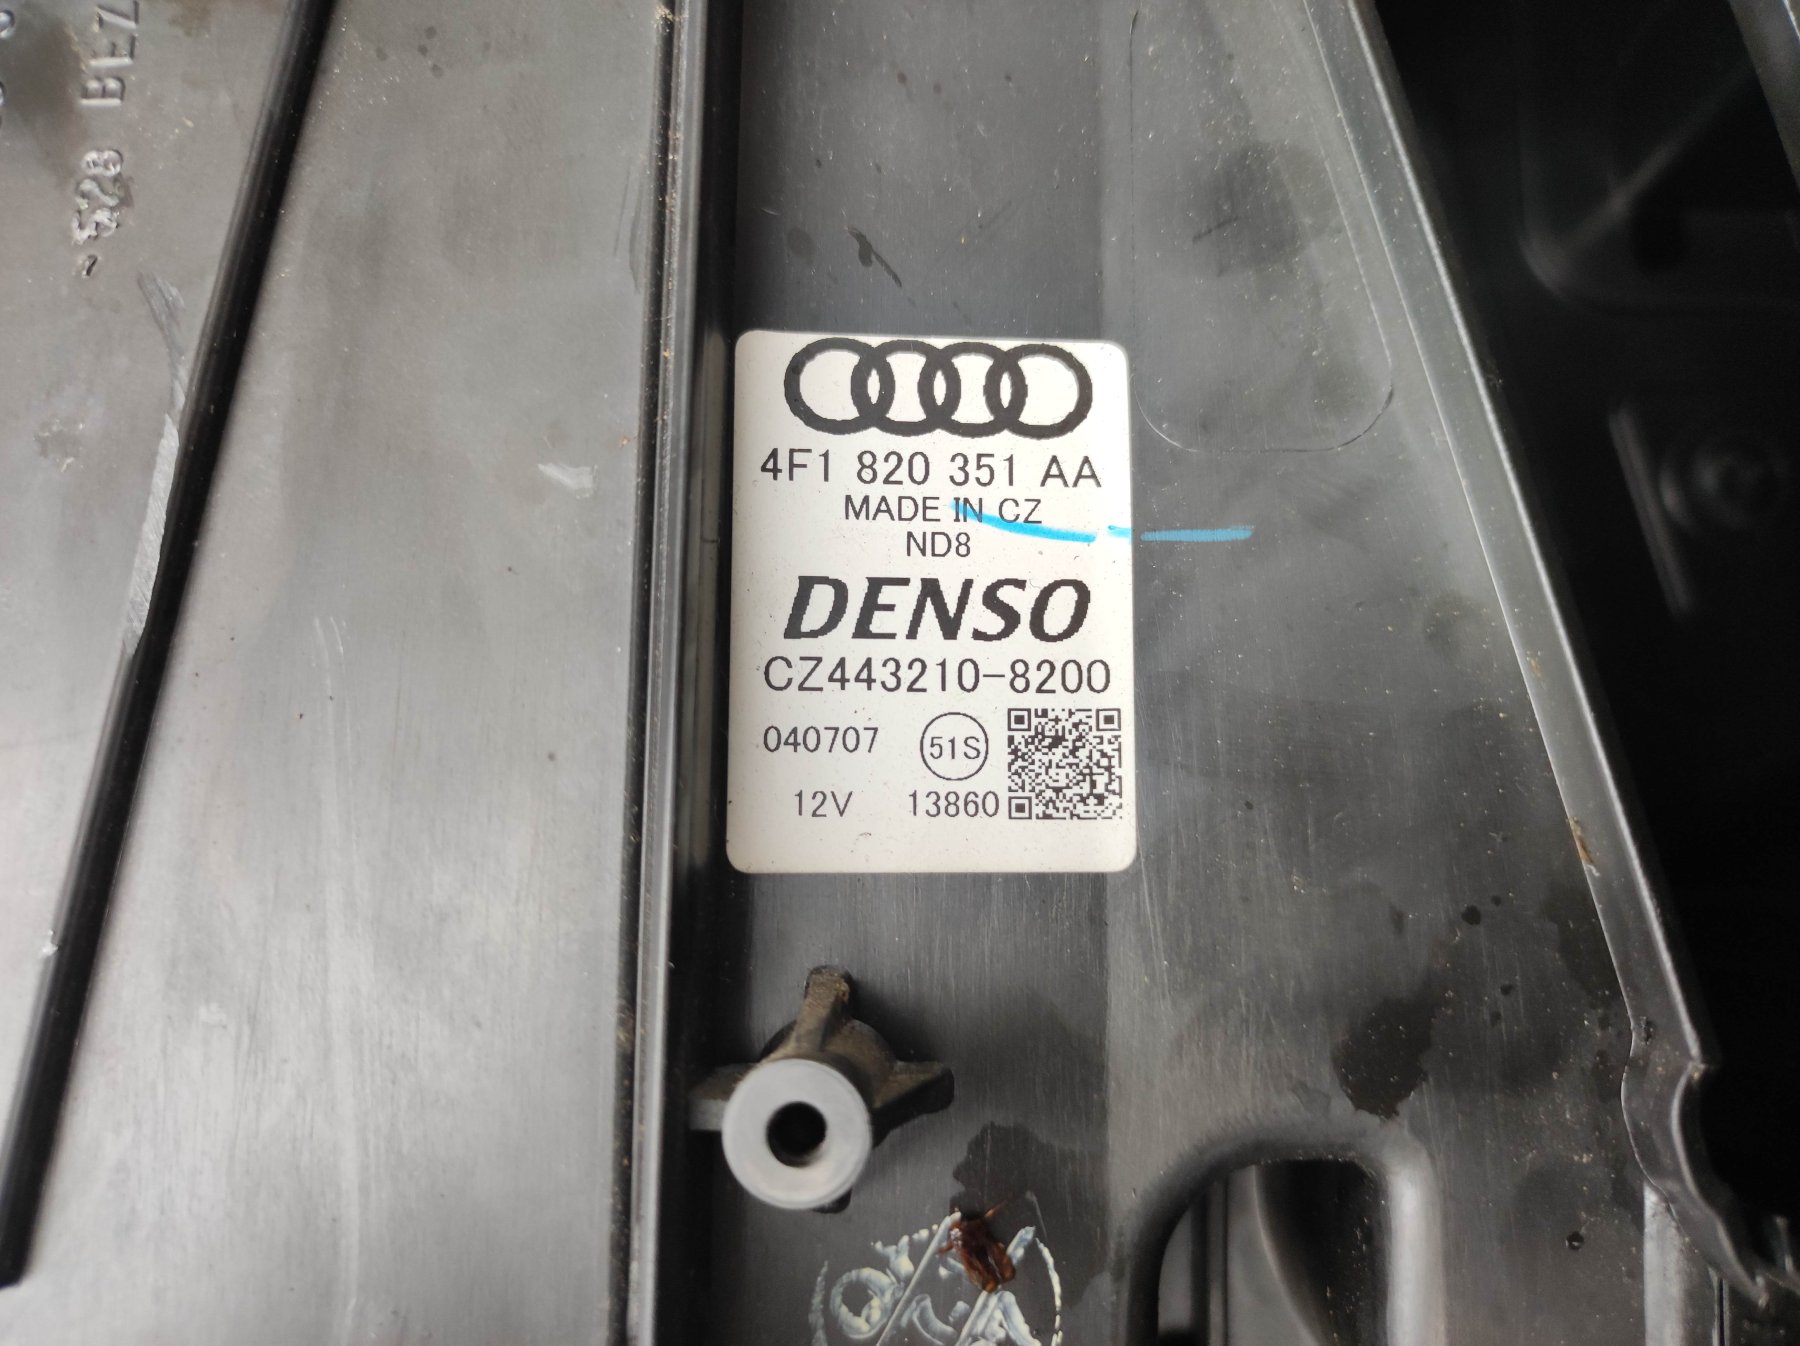 4F1 820 351 AA
MADE IN CZ
ND8
DENSO
CZ443210-8200
040707
51S
12V
13860